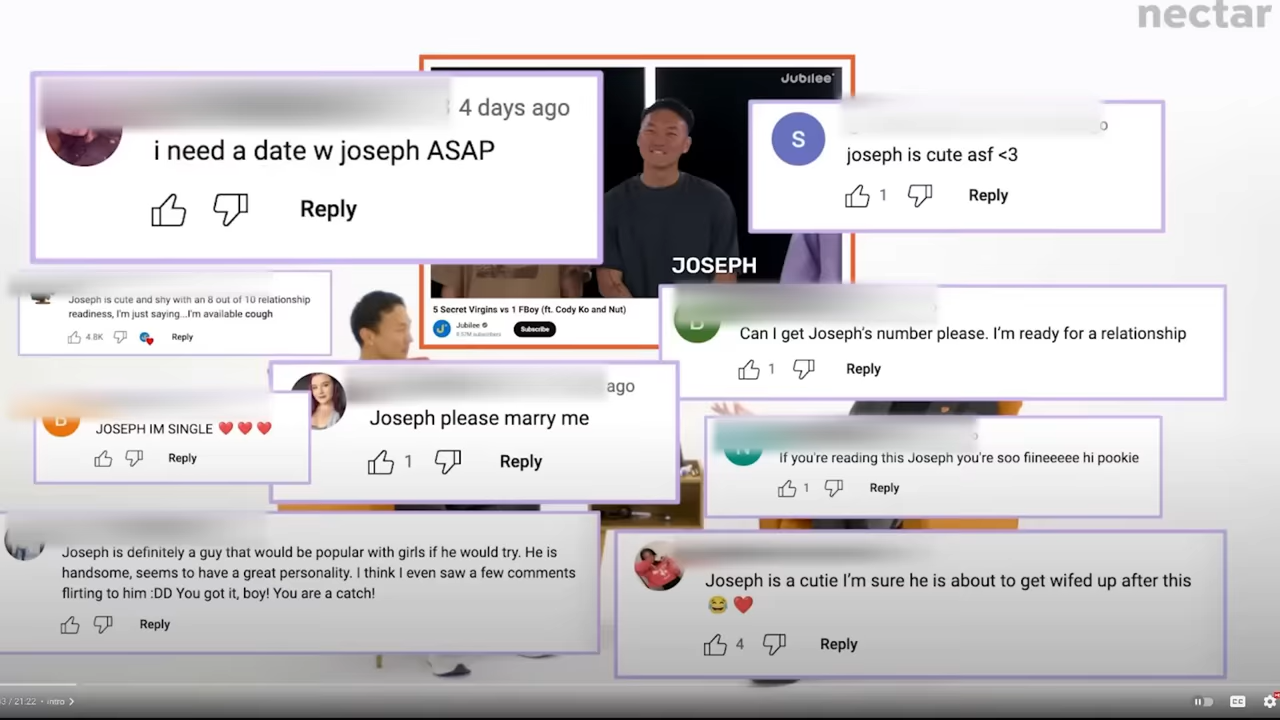 nectar
4 days ago
i need a date w joseph ASAP
Reply
Jubilee
JOSEPH
5 Secret Virgins vs 1 FBoy (ft. Cody Ko and Nut)
Jubilee
Subscribe
S
joseph is cute asf <3
1
Reply
Joseph is cute and shy with an 8 out of 10 relationship
readiness, I'm just saying...I'm available cough
4.8K
Reply
Can I get Joseph's number please. I'm ready for a relationship
1
Reply
JOSEPH IM SINGLE ❤️ ❤️ ❤️
Reply
ago
Joseph please marry me
1
Reply
If you're reading this Joseph you're soo fiineeeee hi pookie
1
Reply
Joseph is definitely a guy that would be popular with girls if he would try. He is
handsome, seems to have a great personality. I think I even saw a few comments
flirting to him :DD You got it, boy! You are a catch!
Reply
Joseph is a cutie I'm sure he is about to get wifed up after this
😂 ❤️
4
Reply
/ 21:22 • intro >
CC